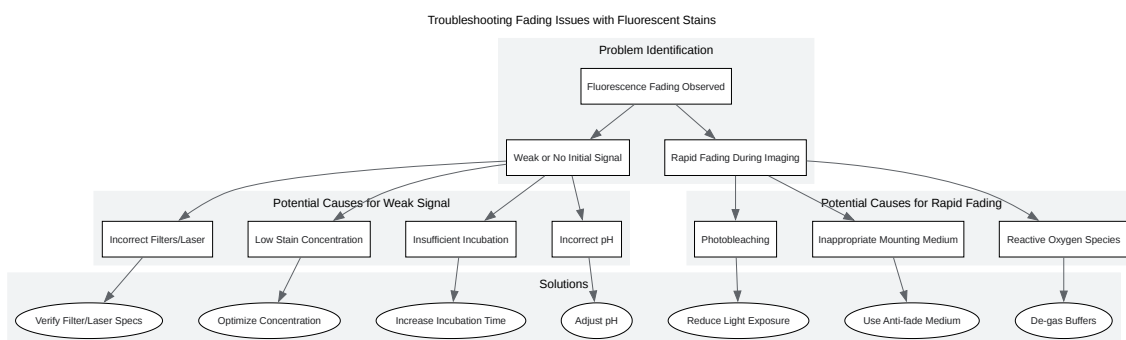 Troubleshooting Fading Issues with Fluorescent Stains
Problem Identification
Fluorescence Fading Observed
Weak or No Initial Signal
Rapid Fading During Imaging
Potential Causes for Weak Signal
Potential Causes for Rapid Fading
Incorrect Filters/Laser
Low Stain Concentration
Insufficient Incubation
Incorrect pH
Photobleaching
Inappropriate Mounting Medium
Reactive Oxygen Species
Solutions
Verify Filter/Laser Specs
Optimize Concentration
Increase Incubation Time
Adjust pH
Reduce Light Exposure
Use Anti-fade Medium
De-gas Buffers